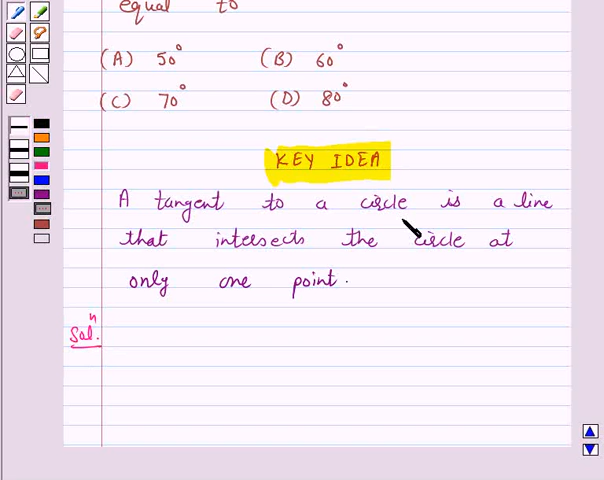 equal to
(A) 50° (B) 60°
(C) 70° (D) 80°
KEY IDEA
A tangent to a circle is a line
that intersects the circle at
only one point.
Solⁿ.